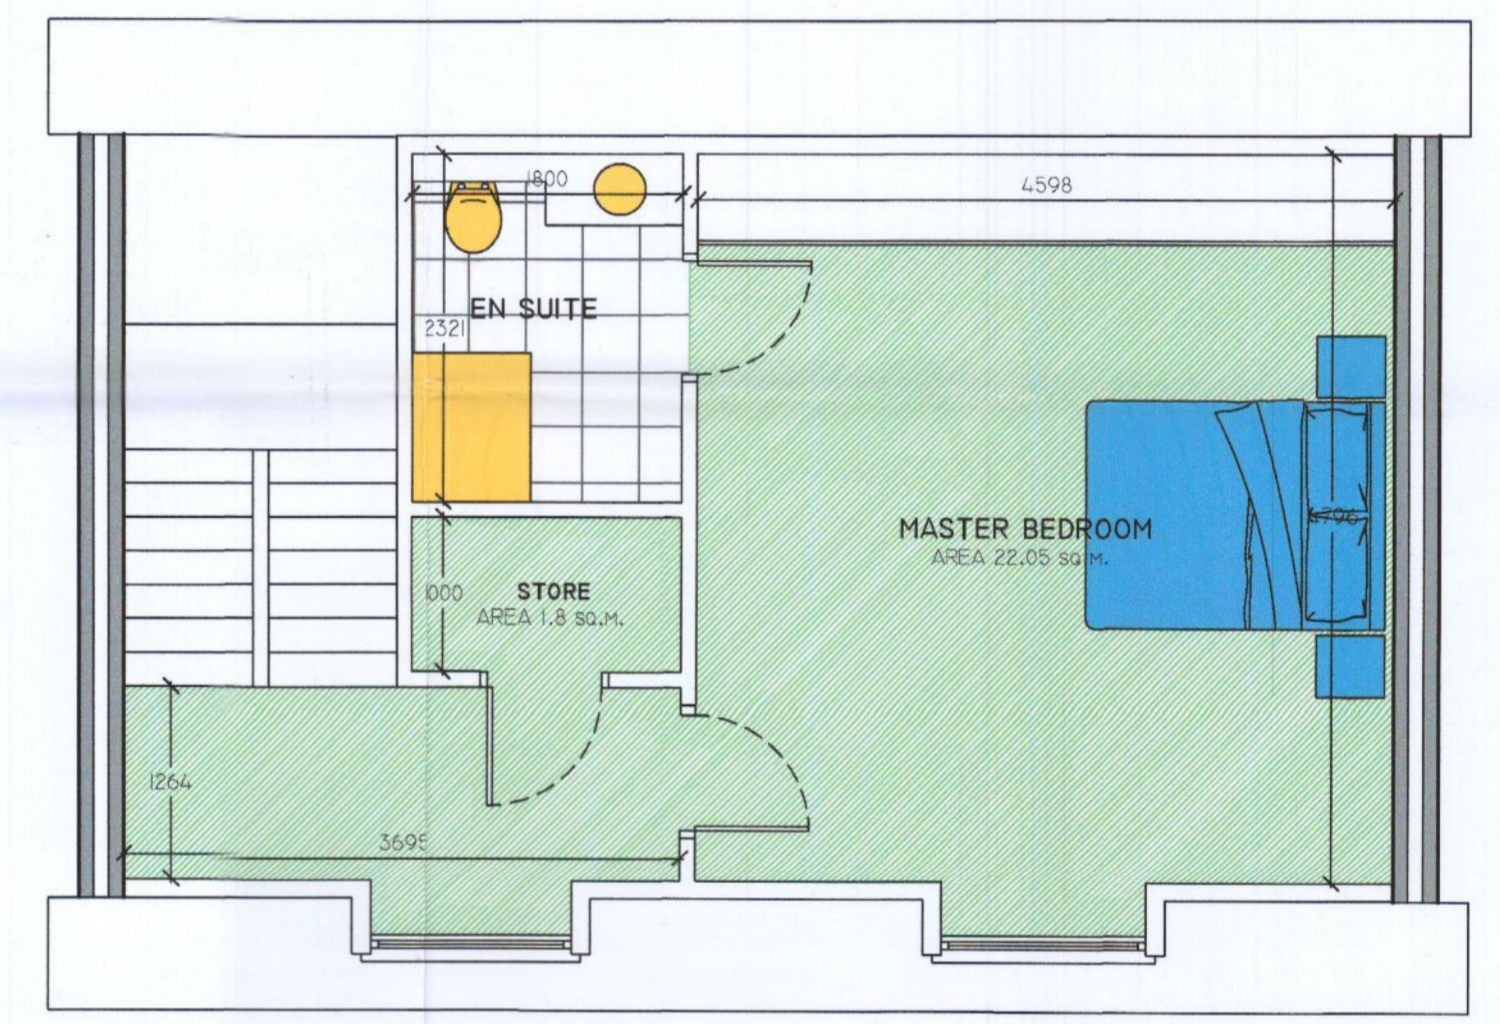 1800
4598
EN SUITE
2321
MASTER BEDROOM
AREA 22.05 sq.M.
STORE
AREA 1.8 sq.M.
1000
1264
3695